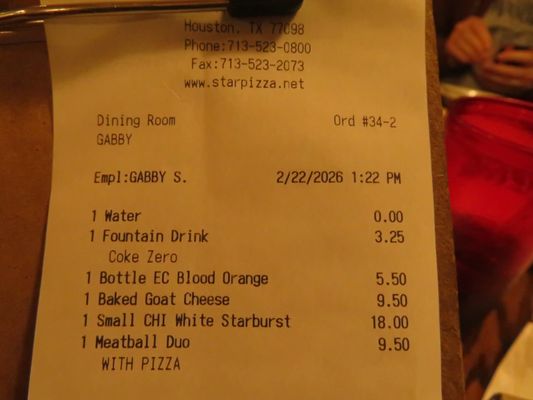 Houston, TX 77098
Phone:713-523-0800
Fax:713-523-2073
www.starpizza.net
Dining Room Ord #34-2
GABBY
Empl:GABBY S. 2/22/2026 1:22 PM
1 Water 0.00
1 Fountain Drink 3.25
Coke Zero
1 Bottle EC Blood Orange 5.50
1 Baked Goat Cheese 9.50
1 Small CHI White Starburst 18.00
1 Meatball Duo 9.50
WITH PIZZA